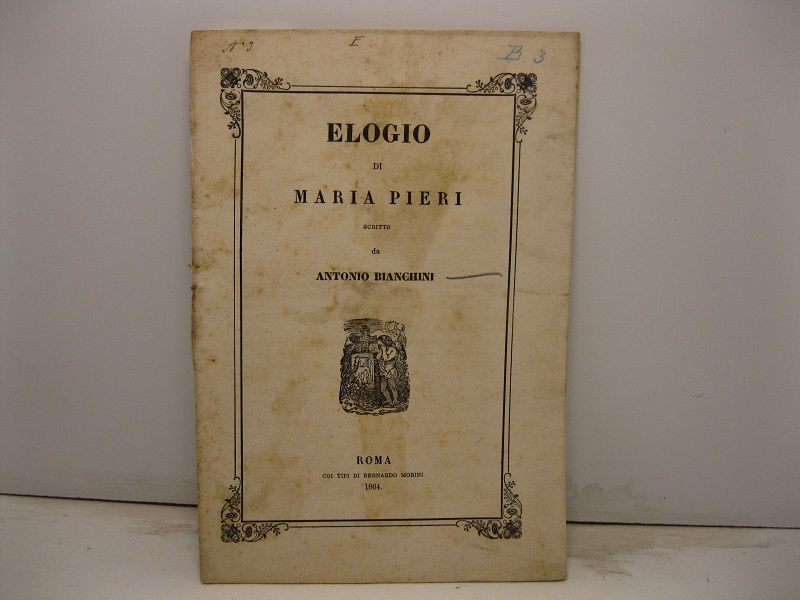 N 3 E B 3
ELOGIO
DI
MARIA PIERI
SCRITTO
da
ANTONIO BIANCHINI
ROMA
COI TIPI DI BERNARDO MORINI
1864.